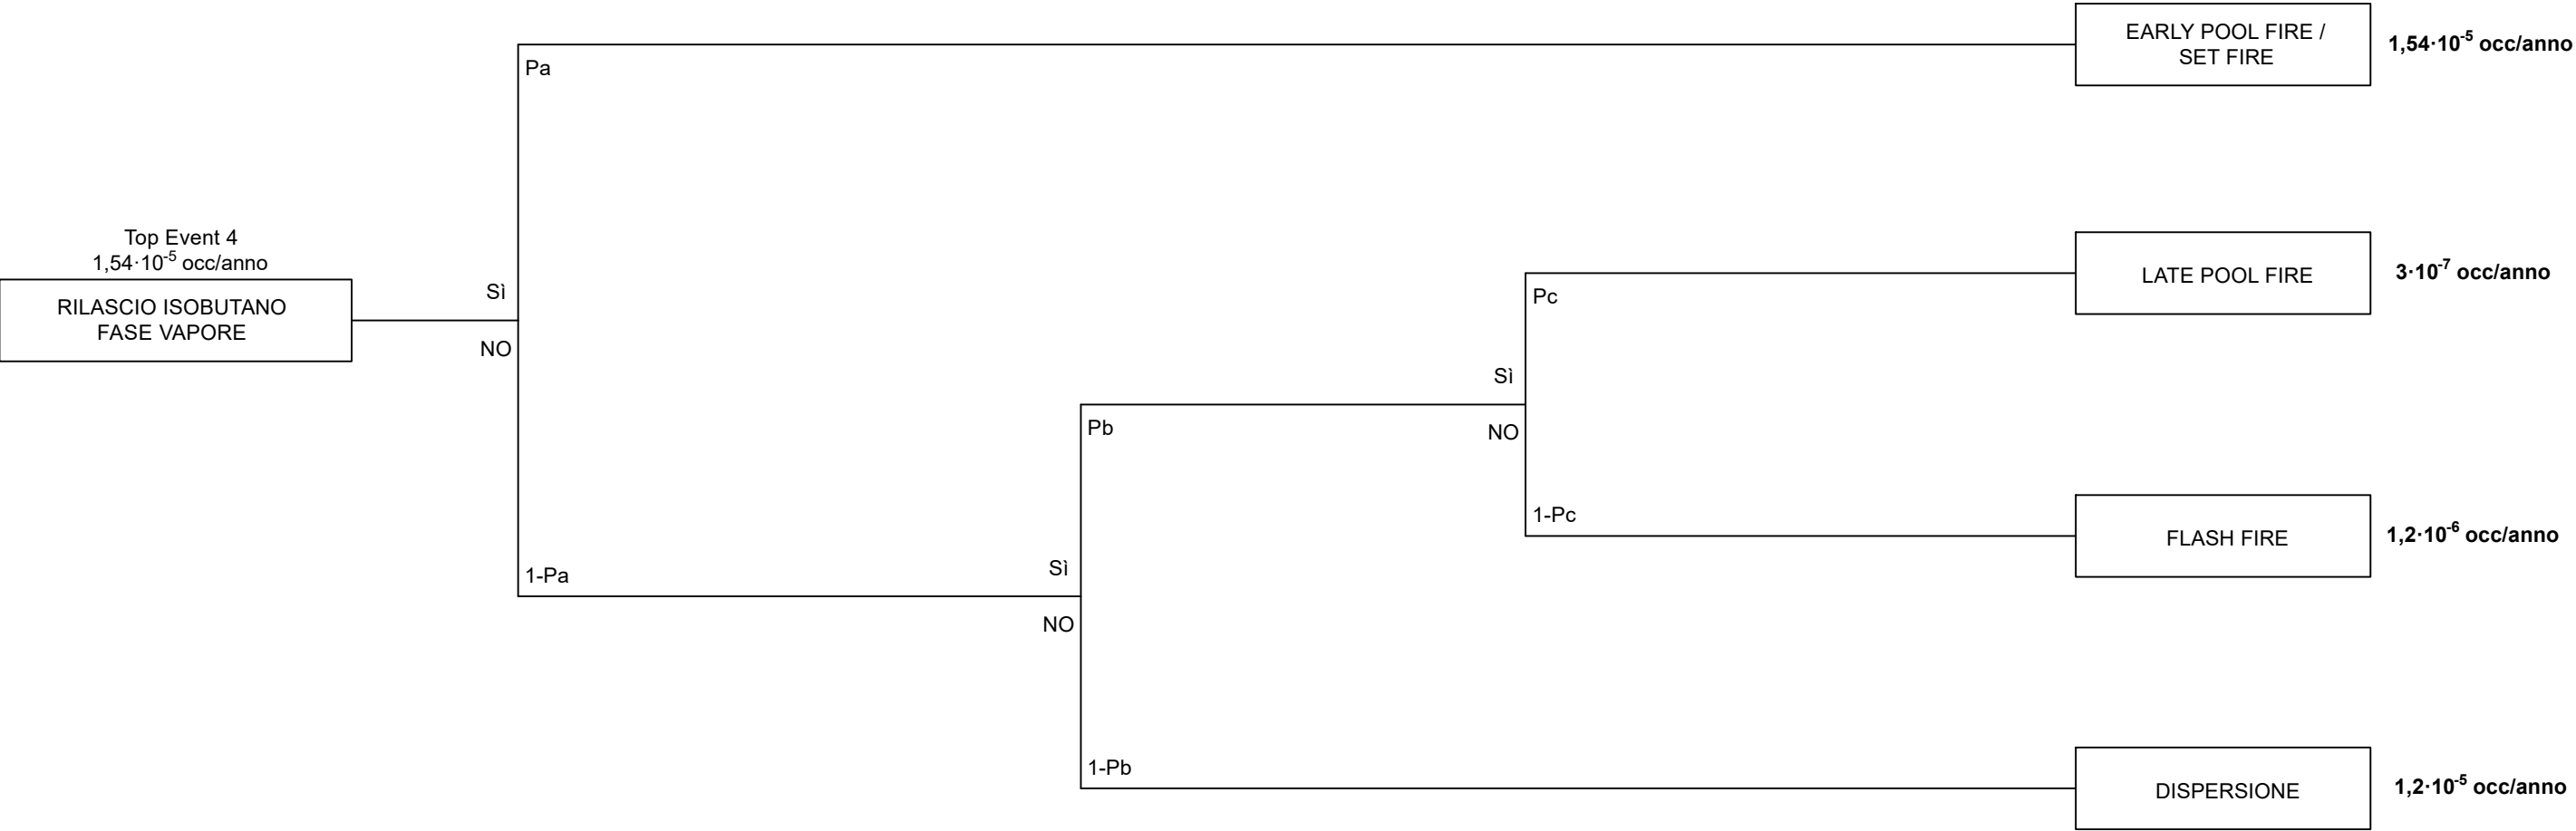 EARLY POOL FIRE /
SET FIRE
1,54·10⁻⁵ occ/anno
Pa
Top Event 4
1,54·10⁻⁵ occ/anno
RILASCIO ISOBUTANO
FASE VAPORE
Sì
NO
LATE POOL FIRE
3·10⁻⁷ occ/anno
Pc
Sì
NO
Pb
1-Pc
FLASH FIRE
1,2·10⁻⁶ occ/anno
1-Pa
Sì
NO
1-Pb
DISPERSIONE
1,2·10⁻⁵ occ/anno